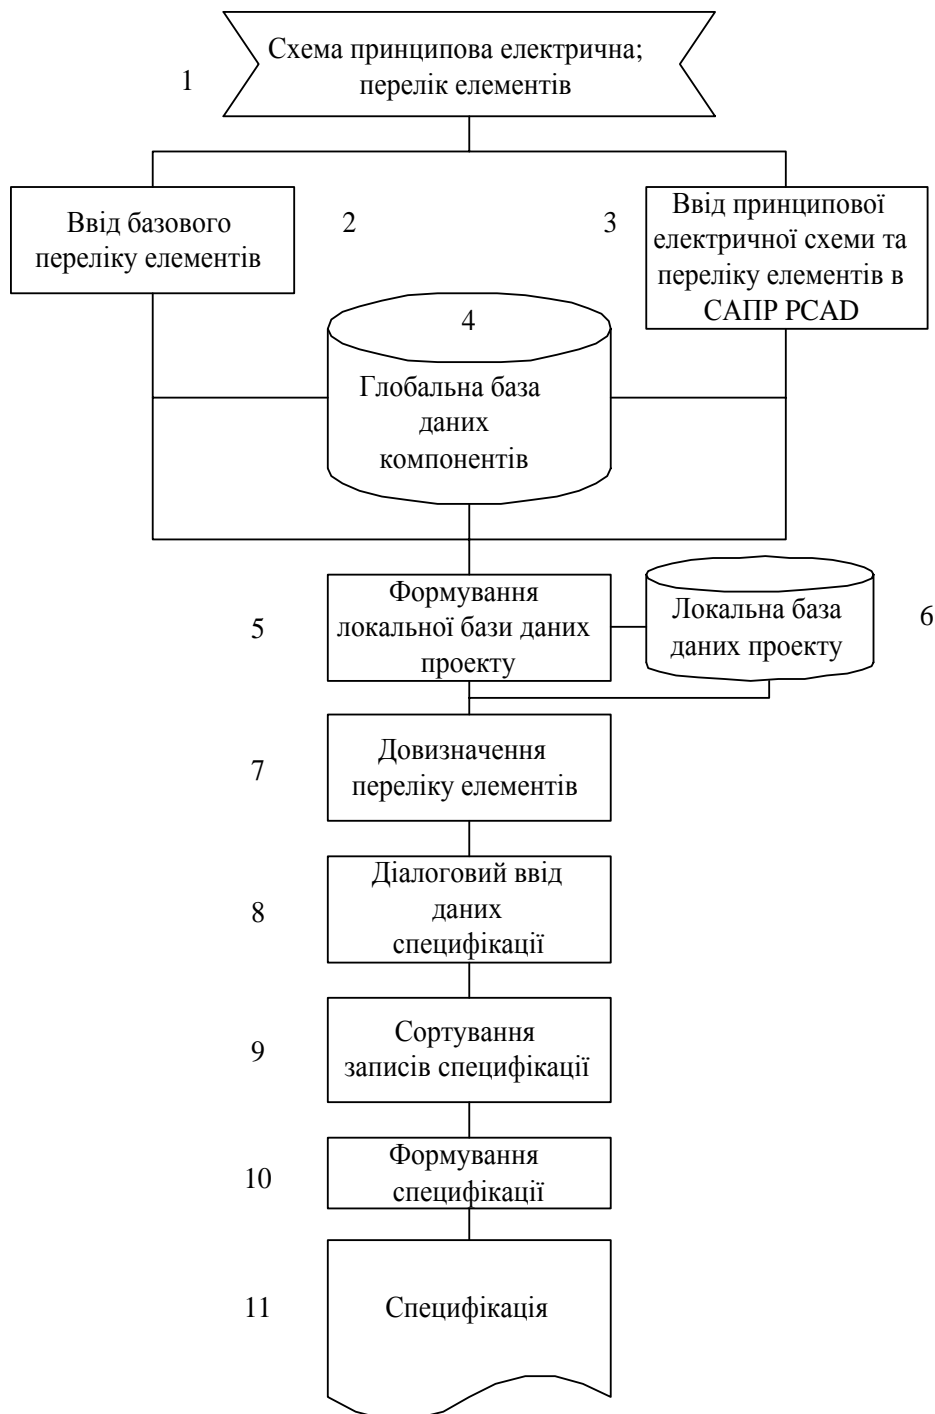 Схема принципова електрична;
перелік елементів
1
Ввід базового
переліку елементів
2
3
Ввід принципової
електричної схеми та
переліку елементів в
САПР PCAD
4
Глобальна база
даних
компонентів
5
Формування
локальної бази даних
проекту
Локальна база
даних проекту
6
7
Довизначення
переліку елементів
8
Діалоговий ввід
даних
специфікації
9
Сортування
записів специфікації
10
Формування
специфікації
11
Специфікація